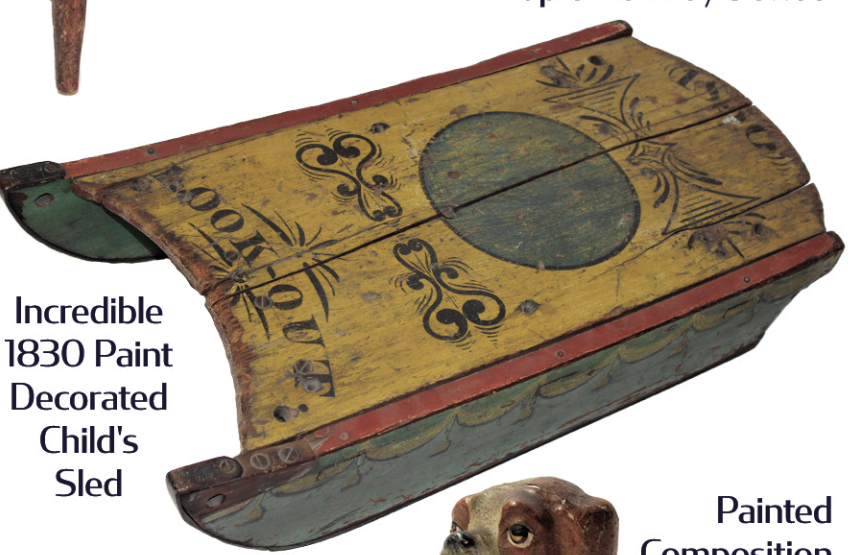 LOOK-OUT
Incredible
1830 Paint
Decorated
Child's
Sled
Painted
Composition